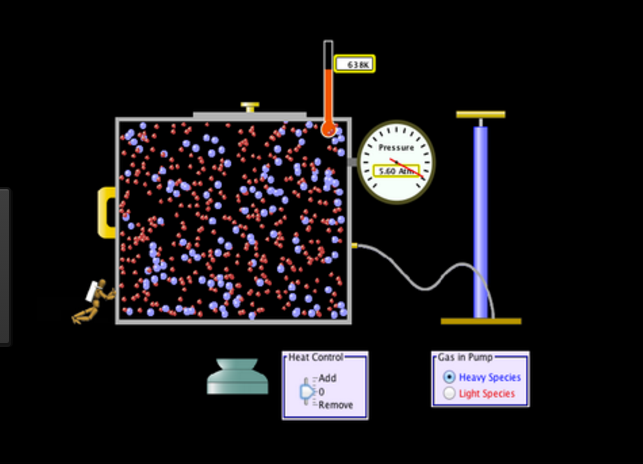 638K
Pressure
5.60 Atm
Heat Control
Add
0
Remove
Gas in Pump
Heavy Species
Light Species